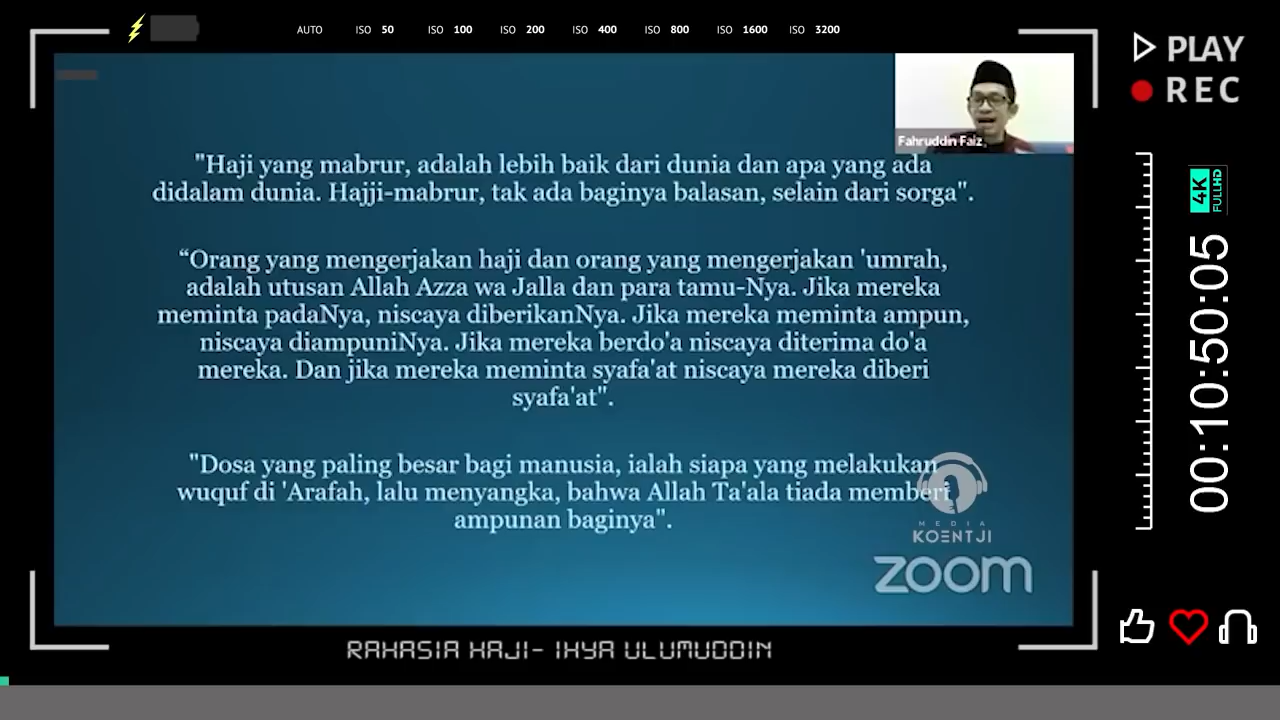 AUTO ISO 50 ISO 100 ISO 200 ISO 400 ISO 800 ISO 1600 ISO 3200
PLAY
REC
Fahruddin Faiz
"Haji yang mabrur, adalah lebih baik dari dunia dan apa yang ada
didalam dunia. Hajji-mabrur, tak ada baginya balasan, selain dari sorga".
“Orang yang mengerjakan haji dan orang yang mengerjakan 'umrah,
adalah utusan Allah Azza wa Jalla dan para tamu-Nya. Jika mereka
meminta padaNya, niscaya diberikanNya. Jika mereka meminta ampun,
niscaya diampuniNya. Jika mereka berdo'a niscaya diterima do'a
mereka. Dan jika mereka meminta syafa'at niscaya mereka diberi
syafa'at".
"Dosa yang paling besar bagi manusia, ialah siapa yang melakukan
wuquf di 'Arafah, lalu menyangka, bahwa Allah Ta'ala tiada memberi
ampunan baginya".
MEDIA
KOENTJI
zoom
4K
FULLHD
00:10:50:05
RAHASIA HAJI- IHYA ULUMUDDIN